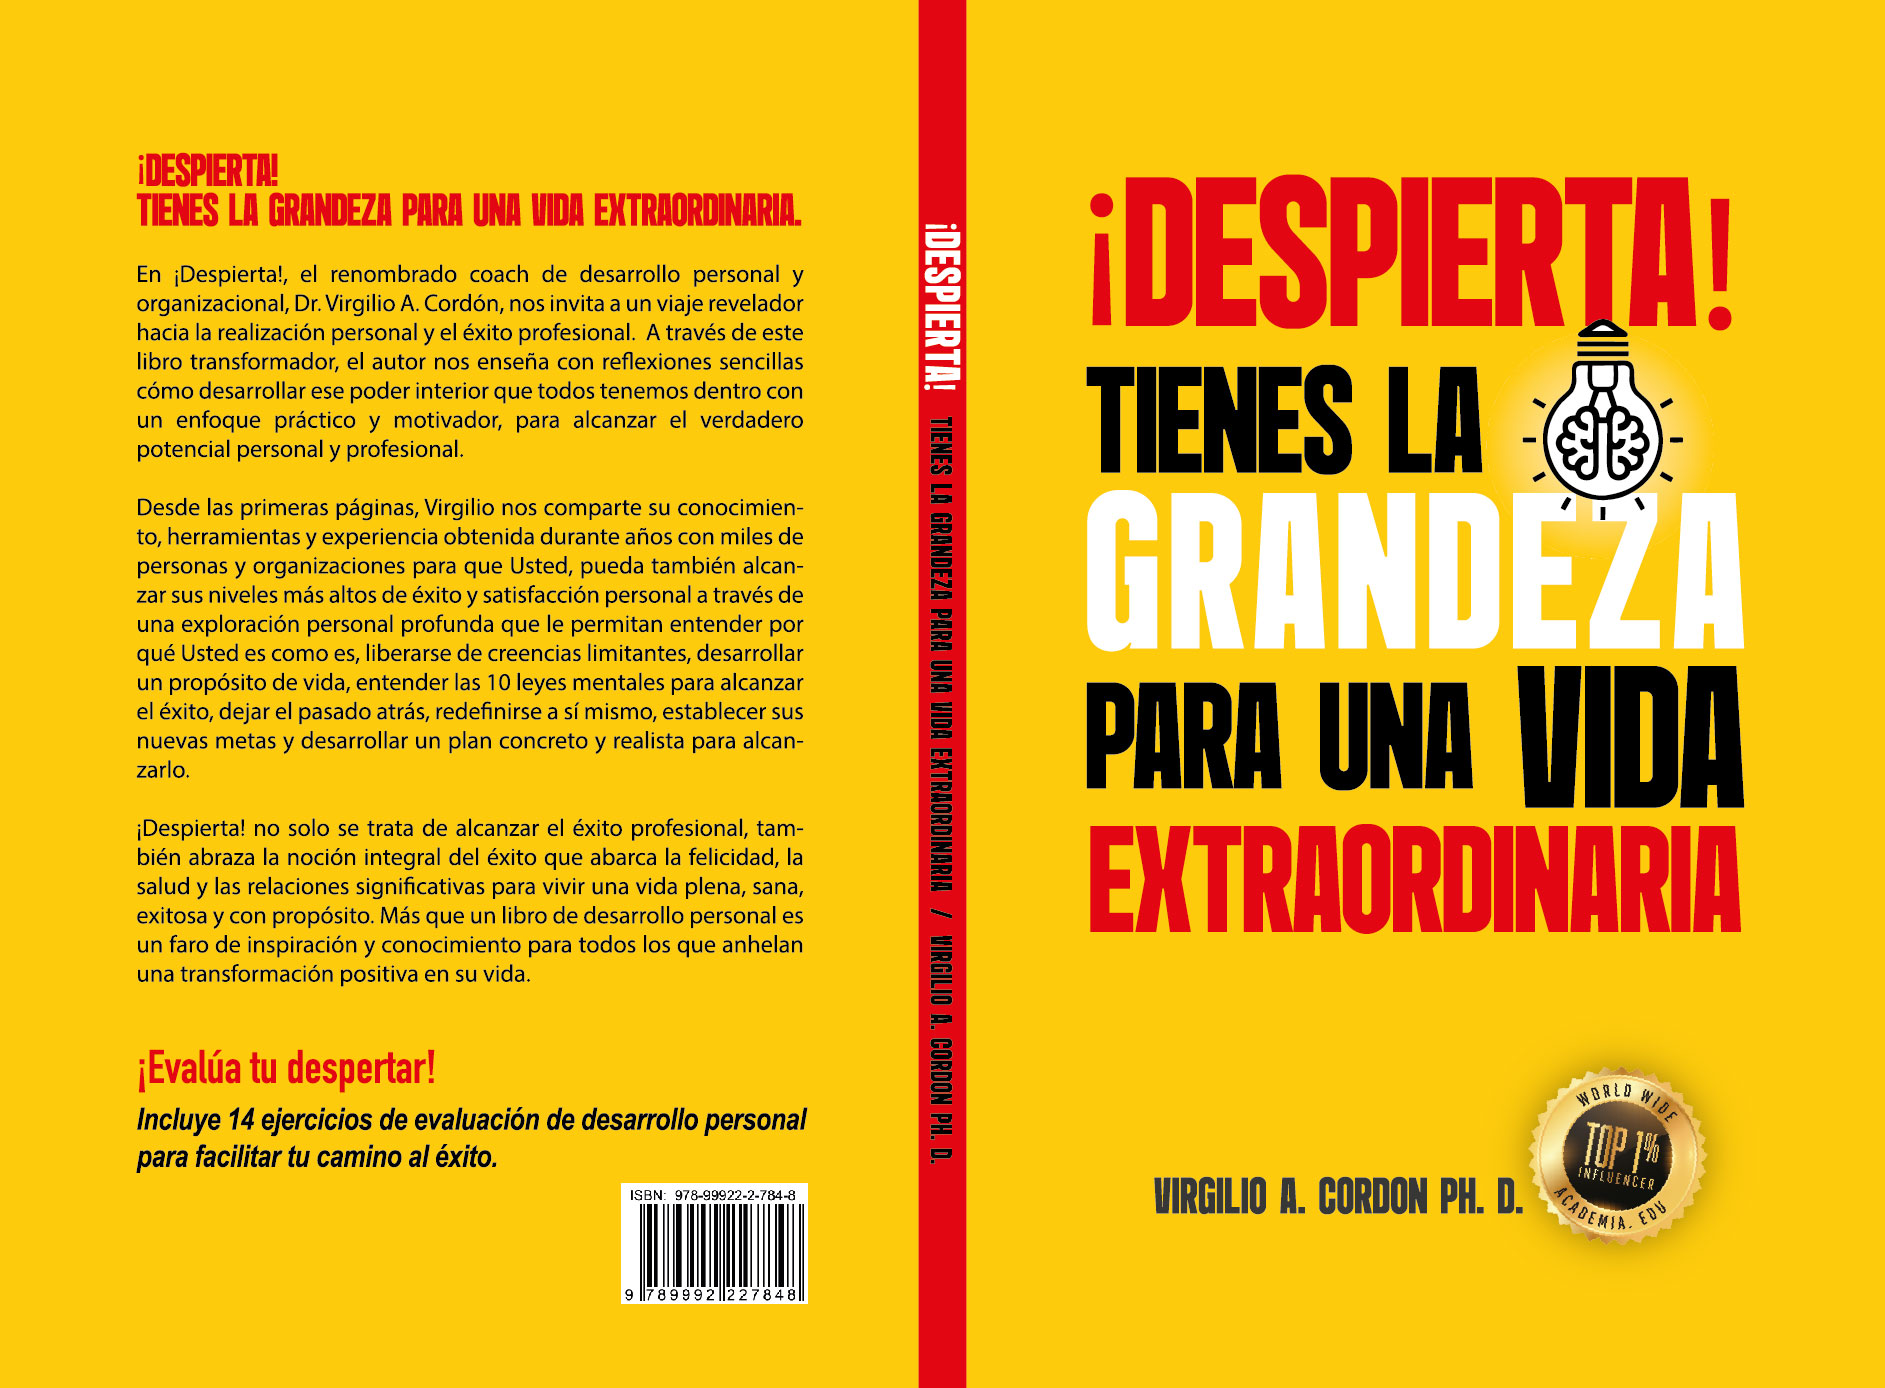 ¡DESPIERTA!
TIENES LA GRANDEZA PARA UNA VIDA EXTRAORDINARIA.
En ¡Despierta!, el renombrado coach de desarrollo personal y
organizacional, Dr. Virgilio A. Cordón, nos invita a un viaje revelador
hacia la realización personal y el éxito profesional. A través de este
libro transformador, el autor nos enseña con reflexiones sencillas
cómo desarrollar ese poder interior que todos tenemos dentro con
un enfoque práctico y motivador, para alcanzar el verdadero
potencial personal y profesional.
Desde las primeras páginas, Virgilio nos comparte su conocimien-
to, herramientas y experiencia obtenida durante años con miles de
personas y organizaciones para que Usted, pueda también alcan-
zar sus niveles más altos de éxito y satisfacción personal a través de
una exploración personal profunda que le permitan entender por
qué Usted es como es, liberarse de creencias limitantes, desarrollar
un propósito de vida, entender las 10 leyes mentales para alcanzar
el éxito, dejar el pasado atrás, redefinirse a sí mismo, establecer sus
nuevas metas y desarrollar un plan concreto y realista para alcan-
zarlo.
¡Despierta! no solo se trata de alcanzar el éxito profesional, tam-
bién abraza la noción integral del éxito que abarca la felicidad, la
salud y las relaciones significativas para vivir una vida plena, sana,
exitosa y con propósito. Más que un libro de desarrollo personal es
un faro de inspiración y conocimiento para todos los que anhelan
una transformación positiva en su vida.
¡Evalúa tu despertar!
Incluye 14 ejercicios de evaluación de desarrollo personal
para facilitar tu camino al éxito.
ISBN: 978-99922-2-784-8
9 789992 227848
¡DESPIERTA! TIENES LA GRANDEZA PARA UNA VIDA EXTRAORDINARIA / VIRGILIO A. CORDON PH. D.
¡DESPIERTA!
TIENES LA
GRANDEZA
PARA UNA VIDA
EXTRAORDINARIA
VIRGILIO A. CORDON PH. D.
WORLD WIDE
TOP 1%
INFLUENCER
ACADEMIA. EDU